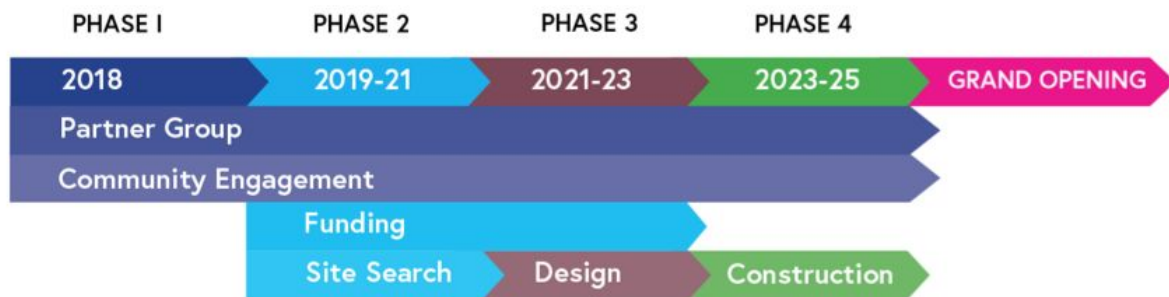 PHASE I PHASE 2 PHASE 3 PHASE 4
2018 2019-21 2021-23 2023-25 GRAND OPENING
Partner Group
Community Engagement
Funding
Site Search Design Construction